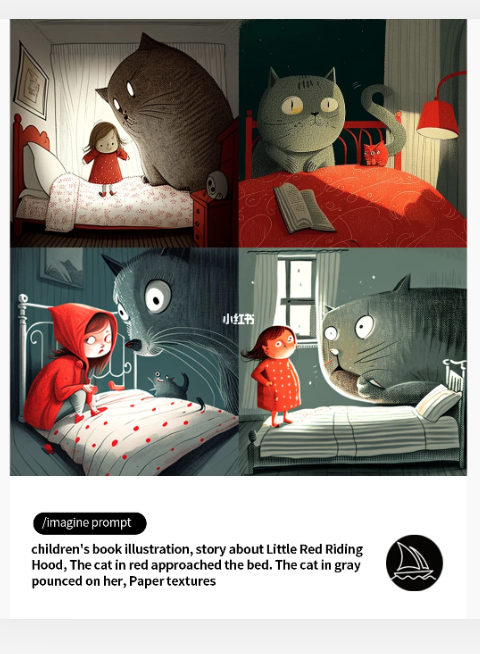 小红书
/imagine prompt
children's book illustration, story about Little Red Riding
Hood, The cat in red approached the bed. The cat in gray
pounced on her, Paper textures